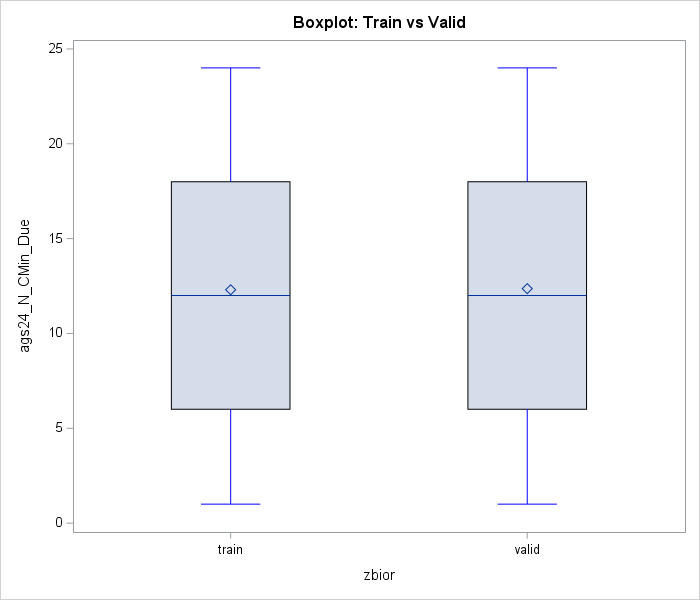 Boxplot: Train vs Valid
25
20
15
10
5
0
ags24_N_CMin_Due
train
valid
zbior